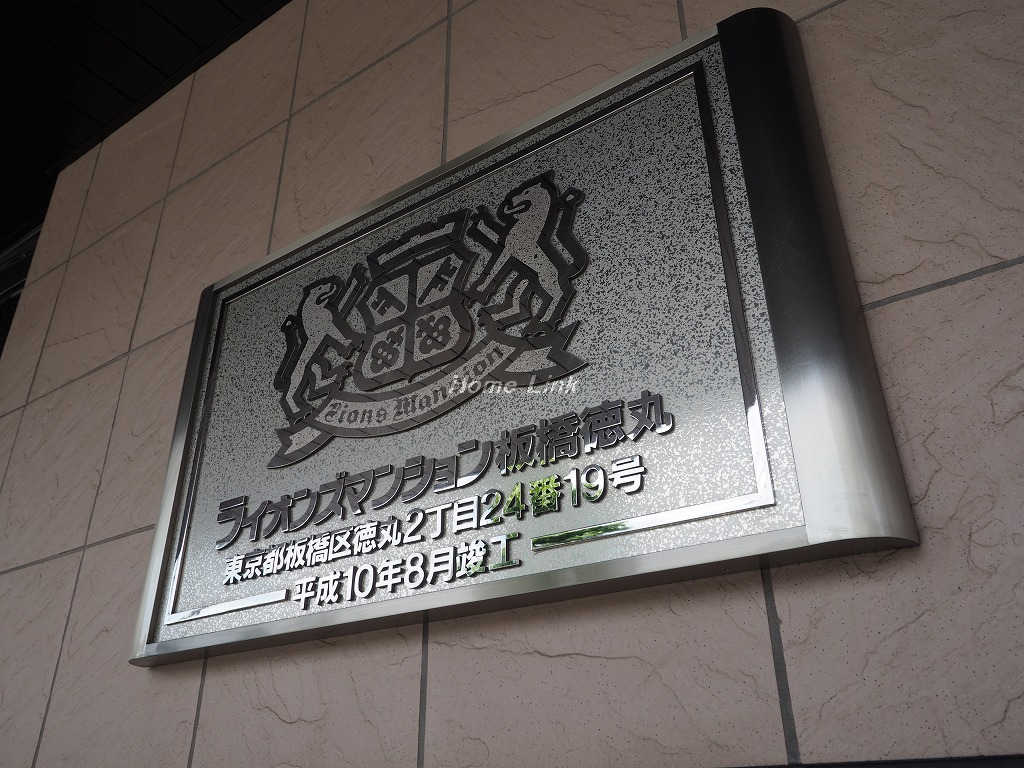 Lions Mansion
Home Link
ライオンズマンション板橋徳丸
東京都板橋区徳丸2丁目24番19号
平成10年8月竣工